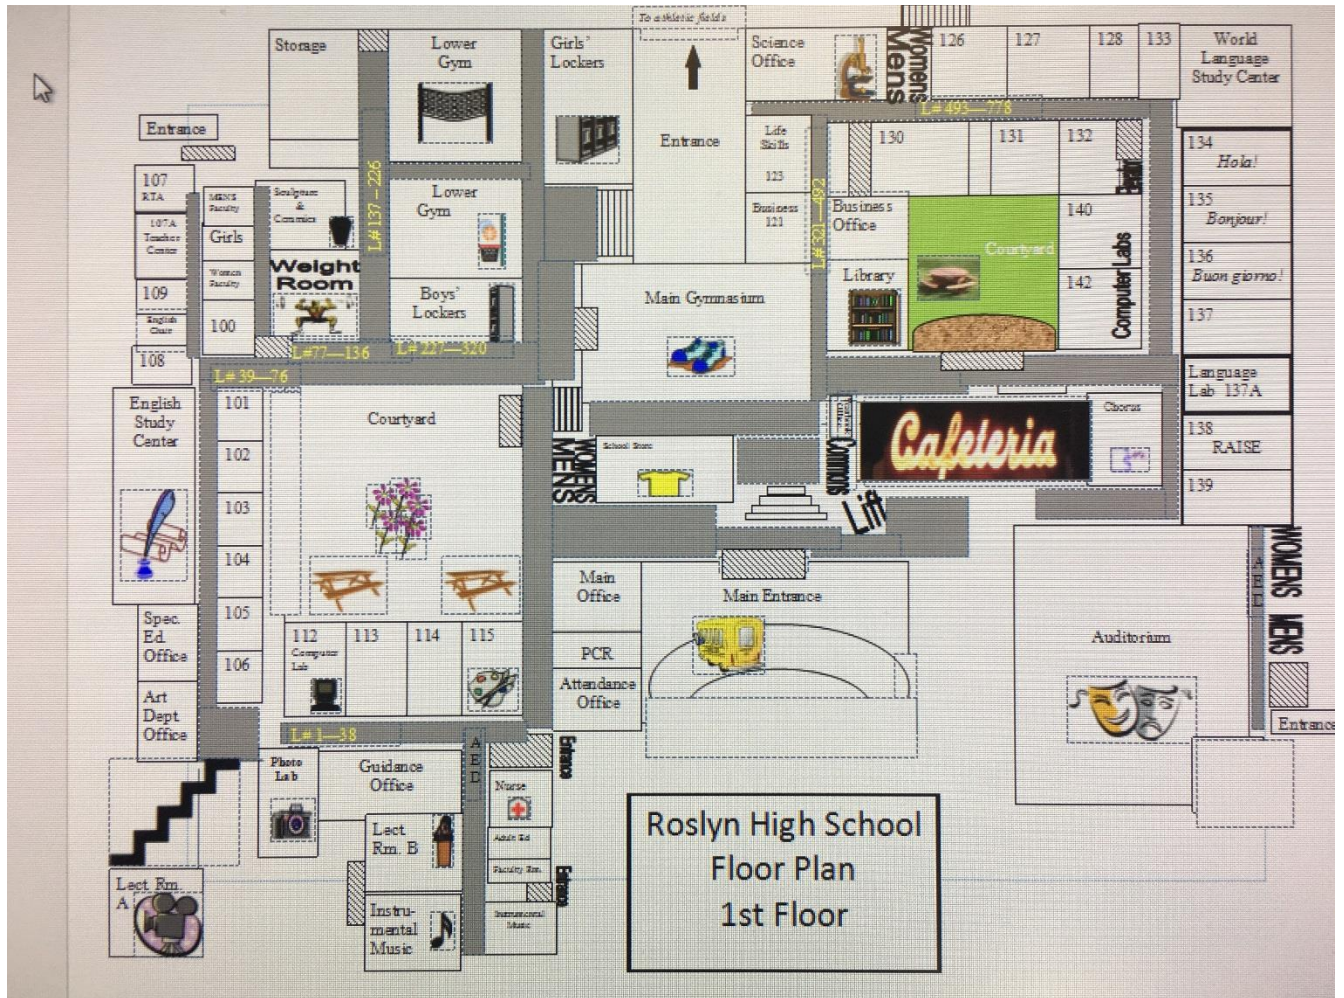 To athletic fields
Storage
Lower
Gym
Girls'
Lockers
Science
Office
Mens
Womens
126
127
128
133
World
Language
Study Center
L# 493—778
Entrance
Entrance
Life
Skills
123
130
131
132
134
Hola!
107
RTA
MEN'S
Faculty
Sculpture
&
Ceramics
L# 137 – 226
Lower
Gym
L# 321—492
Business
121
Business
Office
Courtyard
140
135
Bonjour!
107A
Teacher
Center
Girls
Weight
Room
136
Buon giorno!
Women
Faculty
109
Boys'
Lockers
Main Gymnasium
Library
142
Computer Labs
137
English
100
108
L#77—136
L# 227—320
L# 39—76
Language
Lab 137A
English
Study
Center
101
Courtyard
102
103
104
105
106
WOMENS
MENS
School Store
Commons
Cafeteria
Chorus
138
RAISE
139
Lift
Main
Office
Main Entrance
PCR
Attendance
Office
Auditorium
AED
WOMENS
MENS
Entrance
Spec.
Ed.
Office
Art
Dept.
Office
112
Computer
Lab
113
114
115
L# 1—38
Photo
Lab
Guidance
Office
AED
Entrance
Nurse
Adult Ed
Faculty Rm.
Entrance
Lect
Rm. B
Lect Rm.
A
Instru-
mental
Music
Instrumental
Music
Roslyn High School
Floor Plan
1st Floor